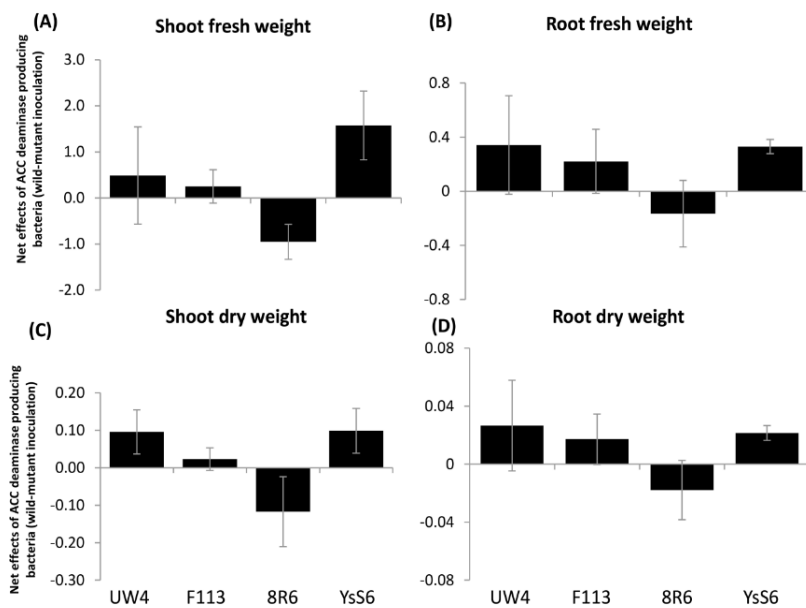 (A)
Shoot fresh weight
Net effects of ACC deaminase producing
bacteria (wild-mutant inoculation)
3.0
2.0
1.0
0.0
-1.0
-2.0
(B)
Root fresh weight
0.8
0.4
0
-0.4
-0.8
(C)
Shoot dry weight
Net effects of ACC deaminase producing
bacteria (wild-mutant inoculation)
0.20
0.10
0.00
-0.10
-0.20
-0.30
UW4 F113 8R6 YsS6
(D)
Root dry weight
0.08
0.04
0
-0.04
-0.08
UW4 F113 8R6 YsS6